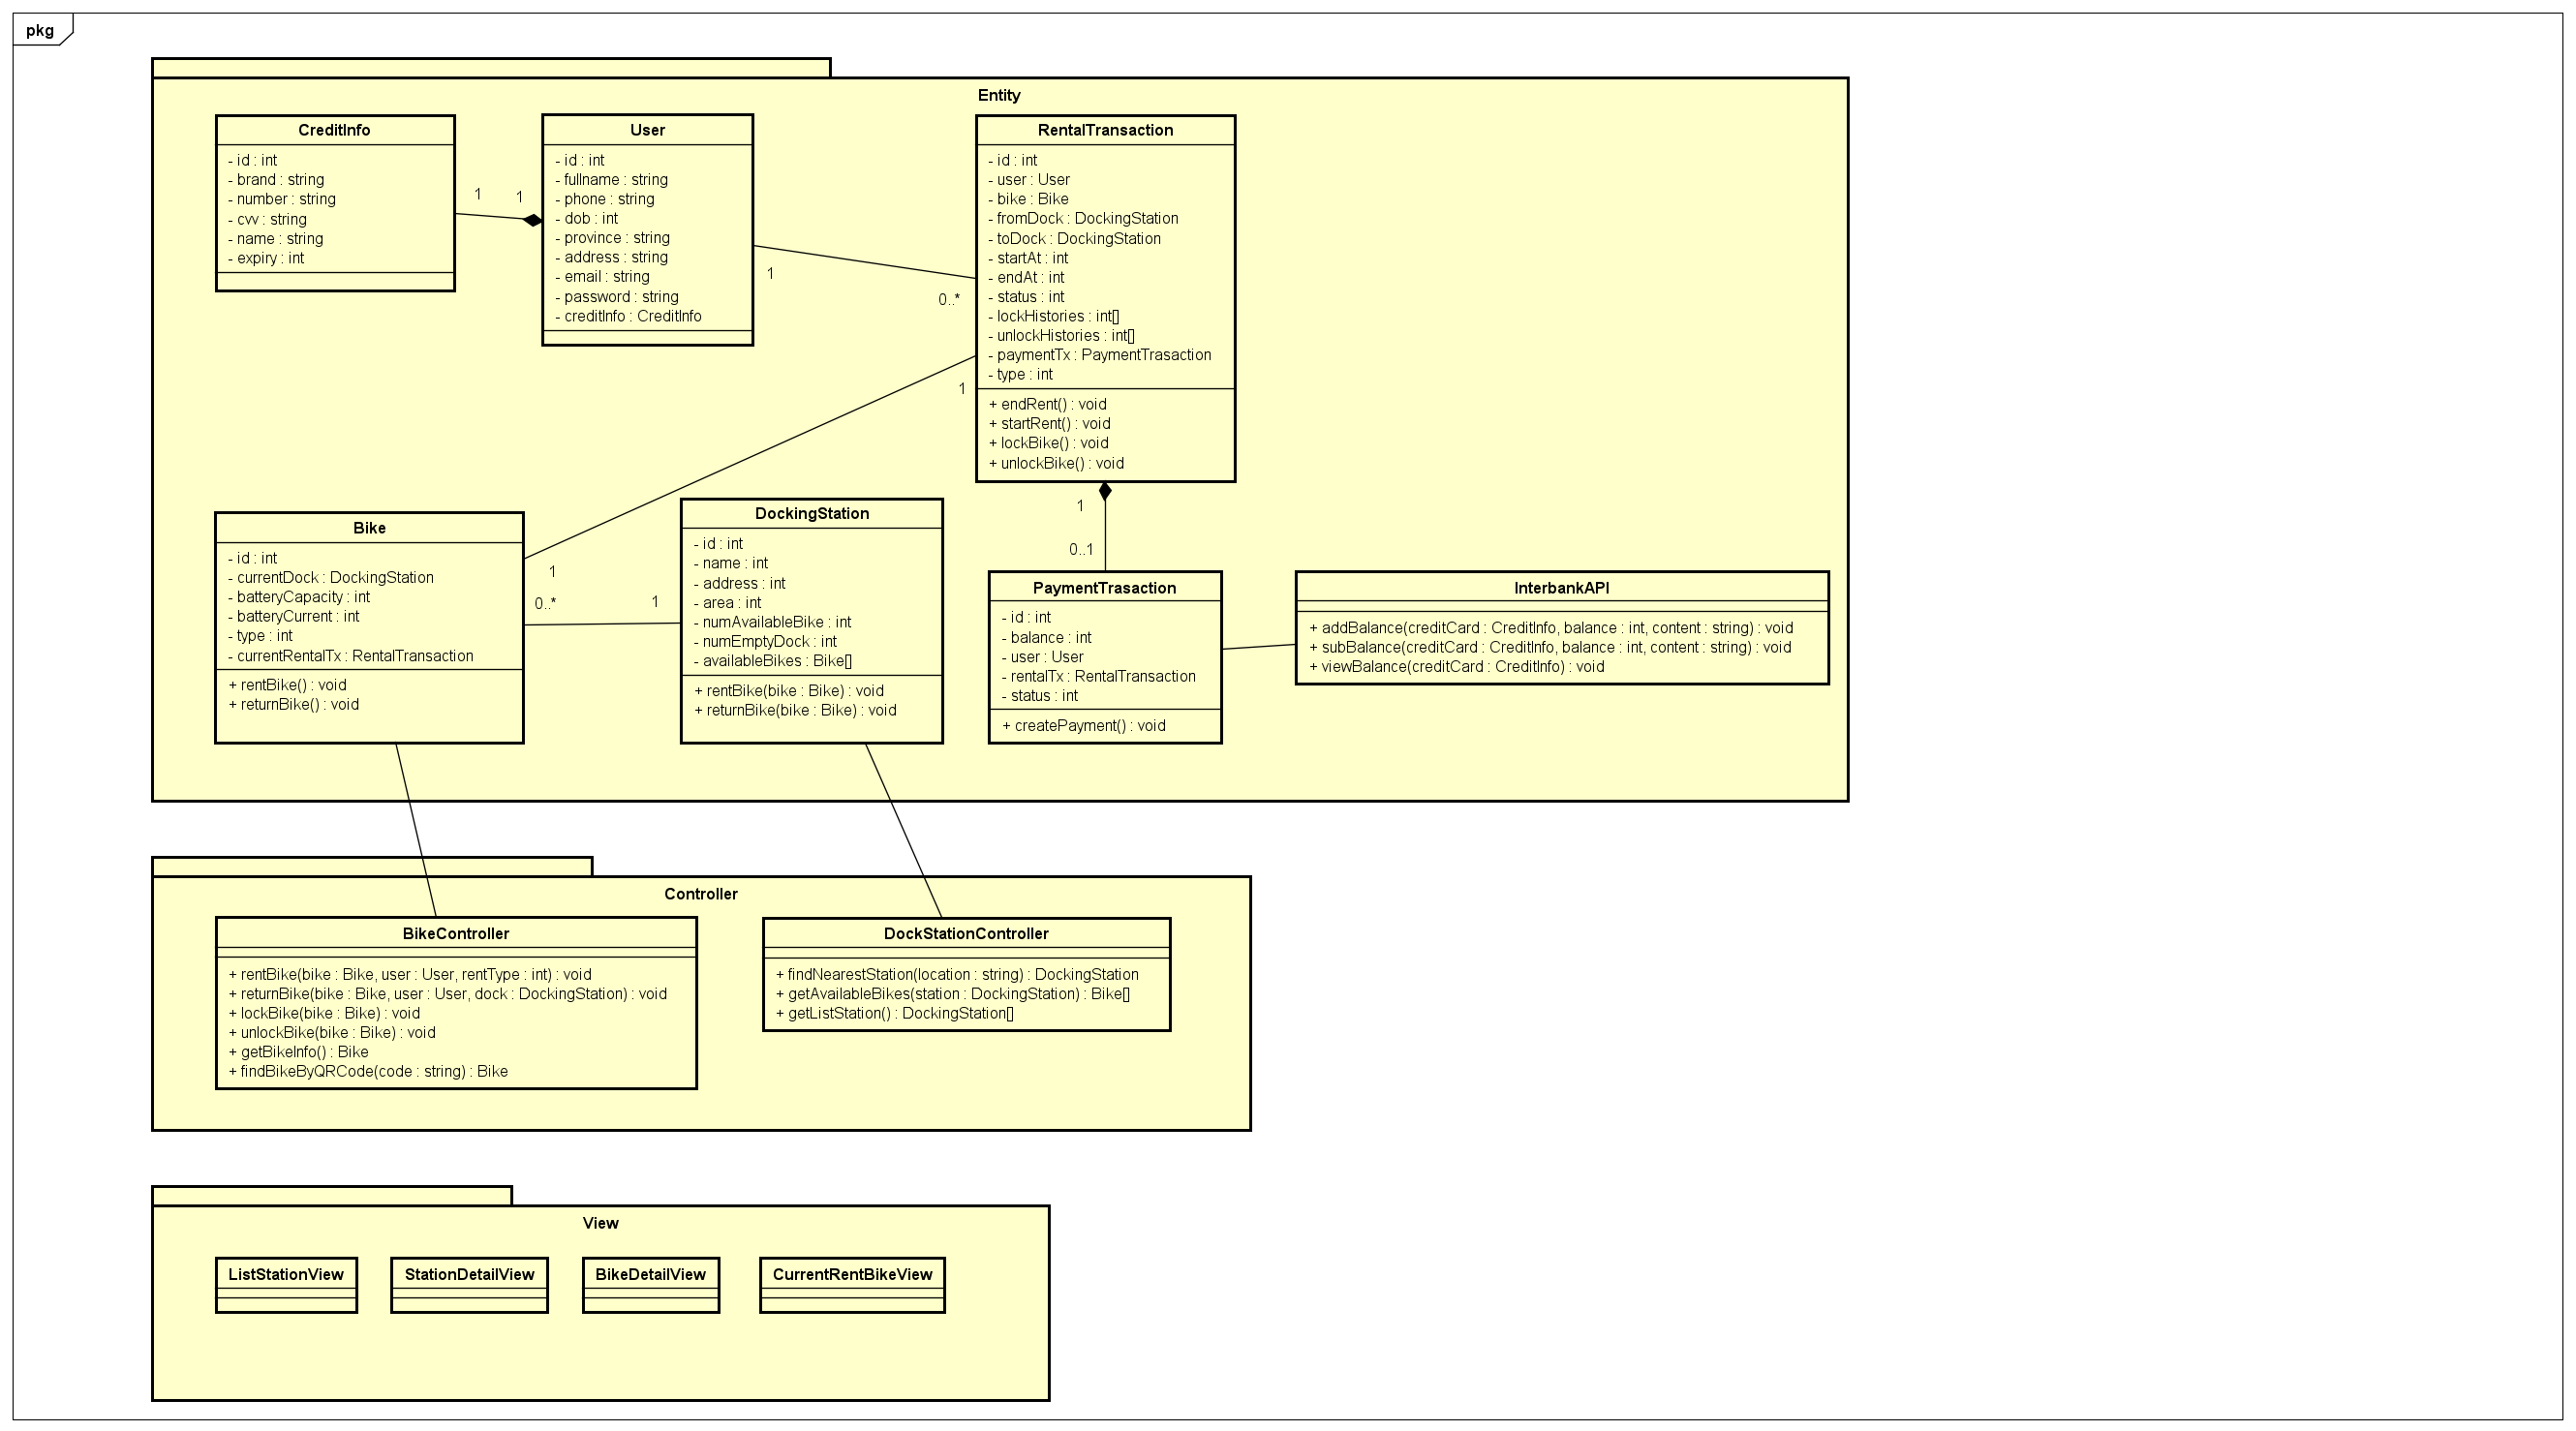 pkg
Entity
CreditInfo
- id : int
- brand : string
- number : string
- cvv : string
- name : string
- expiry : int
1
1
User
- id : int
- fullname : string
- phone : string
- dob : int
- province : string
- address : string
- email : string
- password : string
- creditInfo : CreditInfo
1
0..*
RentalTransaction
- id : int
- user : User
- bike : Bike
- fromDock : DockingStation
- toDock : DockingStation
- startAt : int
- endAt : int
- status : int
- lockHistories : int[]
- unlockHistories : int[]
- paymentTx : PaymentTrasaction
- type : int
+ endRent() : void
+ startRent() : void
+ lockBike() : void
+ unlockBike() : void
1
1
0..1
Bike
- id : int
- currentDock : DockingStation
- batteryCapacity : int
- batteryCurrent : int
- type : int
- currentRentalTx : RentalTransaction
+ rentBike() : void
+ returnBike() : void
1
0..*
1
DockingStation
- id : int
- name : int
- address : int
- area : int
- numAvailableBike : int
- numEmptyDock : int
- availableBikes : Bike[]
+ rentBike(bike : Bike) : void
+ returnBike(bike : Bike) : void
PaymentTrasaction
- id : int
- balance : int
- user : User
- rentalTx : RentalTransaction
- status : int
+ createPayment() : void
InterbankAPI
+ addBalance(creditCard : CreditInfo, balance : int, content : string) : void
+ subBalance(creditCard : CreditInfo, balance : int, content : string) : void
+ viewBalance(creditCard : CreditInfo) : void
Controller
BikeController
+ rentBike(bike : Bike, user : User, rentType : int) : void
+ returnBike(bike : Bike, user : User, dock : DockingStation) : void
+ lockBike(bike : Bike) : void
+ unlockBike(bike : Bike) : void
+ getBikeInfo() : Bike
+ findBikeByQRCode(code : string) : Bike
DockStationController
+ findNearestStation(location : string) : DockingStation
+ getAvailableBikes(station : DockingStation) : Bike[]
+ getListStation() : DockingStation[]
View
ListStationView
StationDetailView
BikeDetailView
CurrentRentBikeView